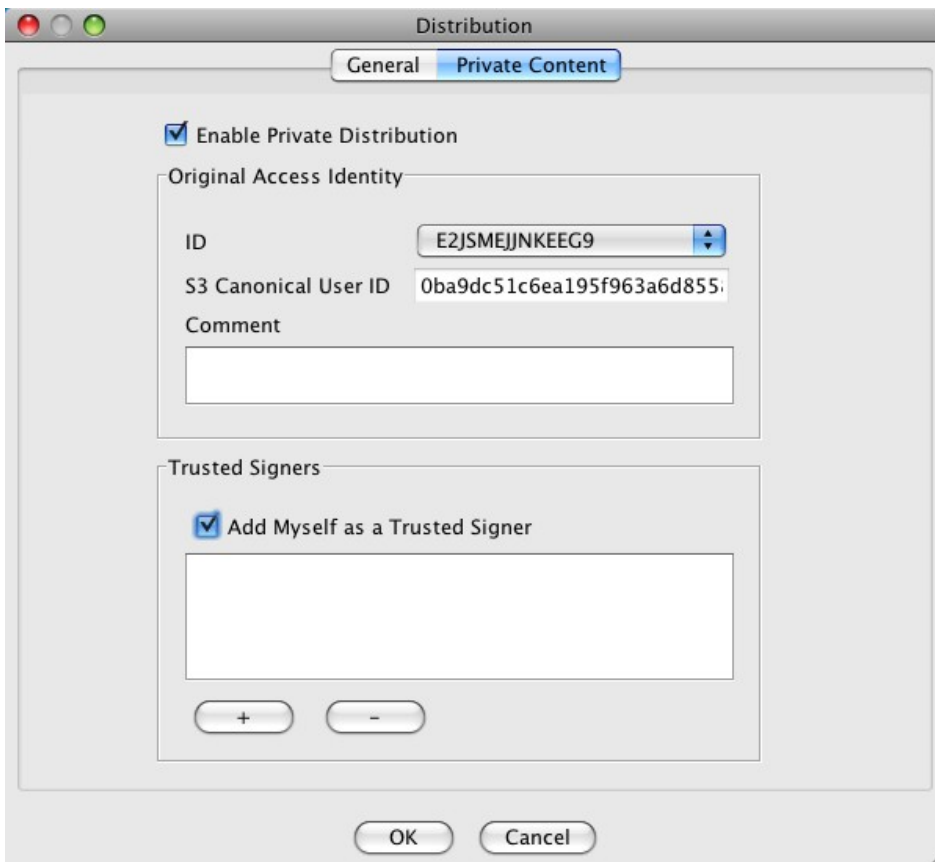 Distribution
General Private Content
Enable Private Distribution
Original Access Identity
ID E2JSMEJJNKEEG9
S3 Canonical User ID 0ba9dc51c6ea195f963a6d855
Comment
Trusted Signers
Add Myself as a Trusted Signer
+ -
OK Cancel